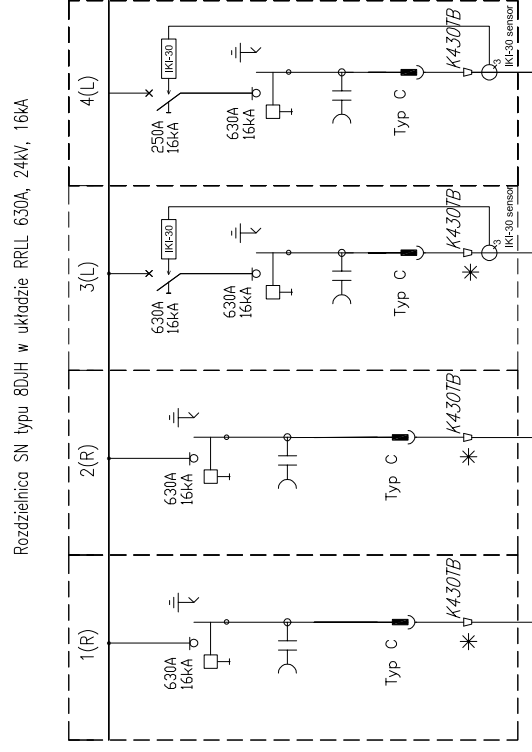 Rozdzielnica SN typu 8DJH w układzie RRLL 630A, 24kV, 16kA
1(R)
630A
16kA
Typ C
K430TB
2(R)
630A
16kA
Typ C
K430TB
3(L)
630A
16kA
IKI-30
630A
16kA
Typ C
K430TB
3
IKI-30 sensor
4(L)
250A
16kA
IKI-30
630A
16kA
Typ C
K430TB
3
IKI-30 sensor